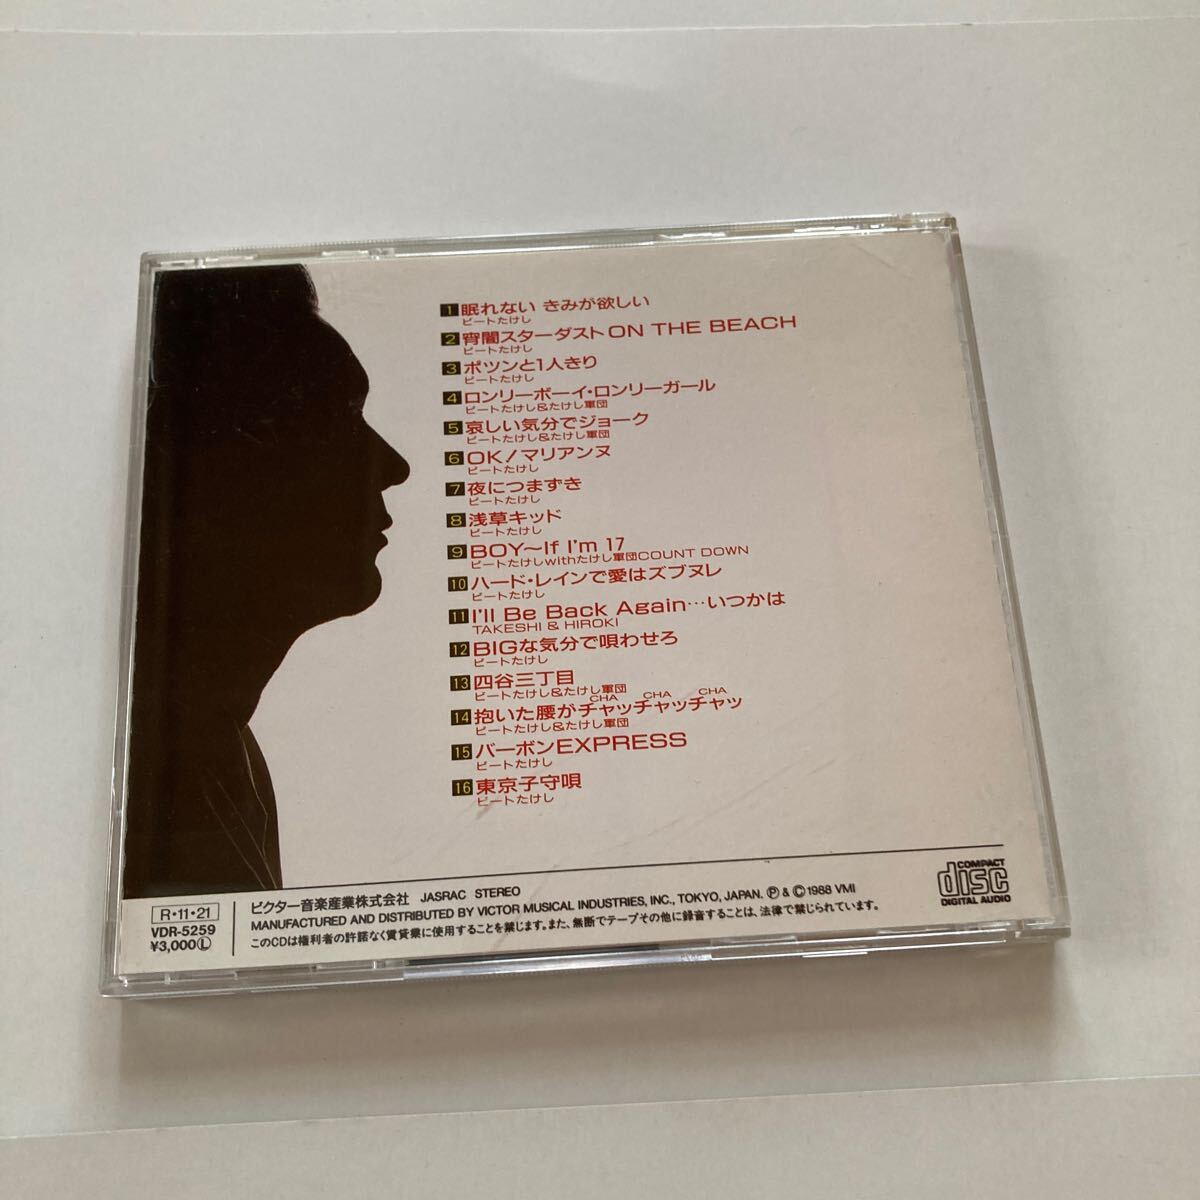 1 眠れない きみが欲しい
ビートたけし
2 宵闇スターダスト ON THE BEACH
ビートたけし
3 ポツンと1人きり
ビートたけし
4 ロンリーボーイ・ロンリーガール
ビートたけし&たけし軍団
5 哀しい気分でジョーク
ビートたけし&たけし軍団
6 OK!マリアンヌ
ビートたけし
7 夜につまずき
ビートたけし
8 浅草キッド
ビートたけし
9 BOY〜If I'm 17
ビートたけしwithたけし軍団COUNT DOWN
10 ハード・レインで愛はズブヌレ
ビートたけし
11 I'll Be Back Again…いつかは
TAKESHI & HIROKI
12 BIGな気分で唄わせろ
ビートたけし
13 四谷三丁目
ビートたけし&たけし軍団
CHA CHA CHA
14 抱いた腰がチャッチャッチャッ
ビートたけし&たけし軍団
15 バーボンEXPRESS
ビートたけし
16 東京子守唄
ビートたけし
R・11・21
VDR-5259
¥3,000Ⓛ
ビクター音楽産業株式会社 JASRAC STEREO
MANUFACTURED AND DISTRIBUTED BY VICTOR MUSICAL INDUSTRIES, INC., TOKYO, JAPAN. Ⓟ & Ⓒ 1988 VMI
このCDは権利者の許諾なく賃貸業に使用することを禁じます。また、無断でテープその他に録音することは、法律で禁じられています。
COMPACT
disc
DIGITAL AUDIO